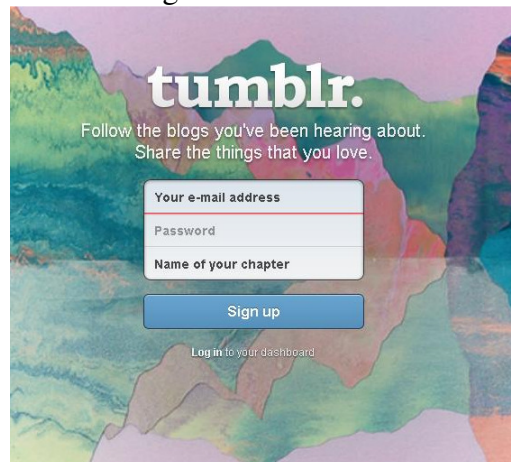 tumblr.
Follow the blogs you've been hearing about.
Share the things that you love.
Your e-mail address
Password
Name of your chapter
Sign up
Log in to your dashboard